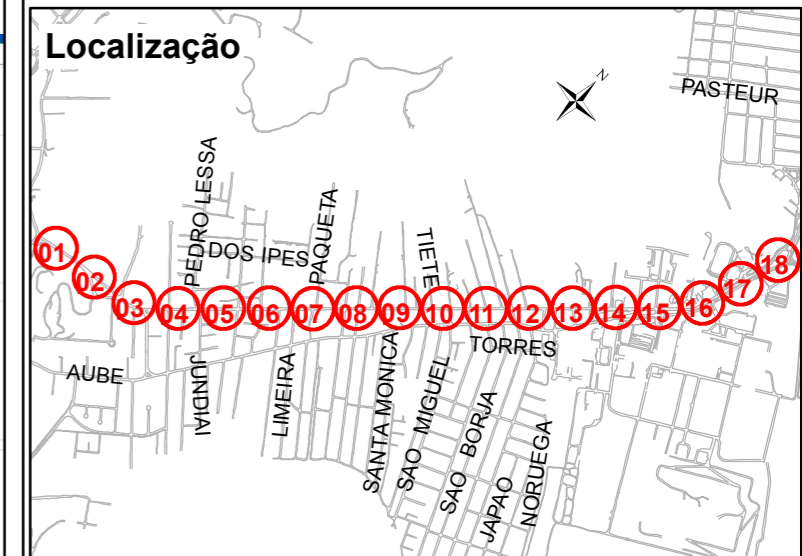 Localização
N
PASTEUR
PEDRO LESSA
DOS IPES
PAQUETA
TIETE
01
02
03
04
05
06
07
08
09
10
11
12
13
14
15
16
17
18
TORRES
AUBE
JUNDIAI
LIMEIRA
SANTA MONICA
SAO MIGUEL
SAO BORJA
JAPAO
NORUEGA